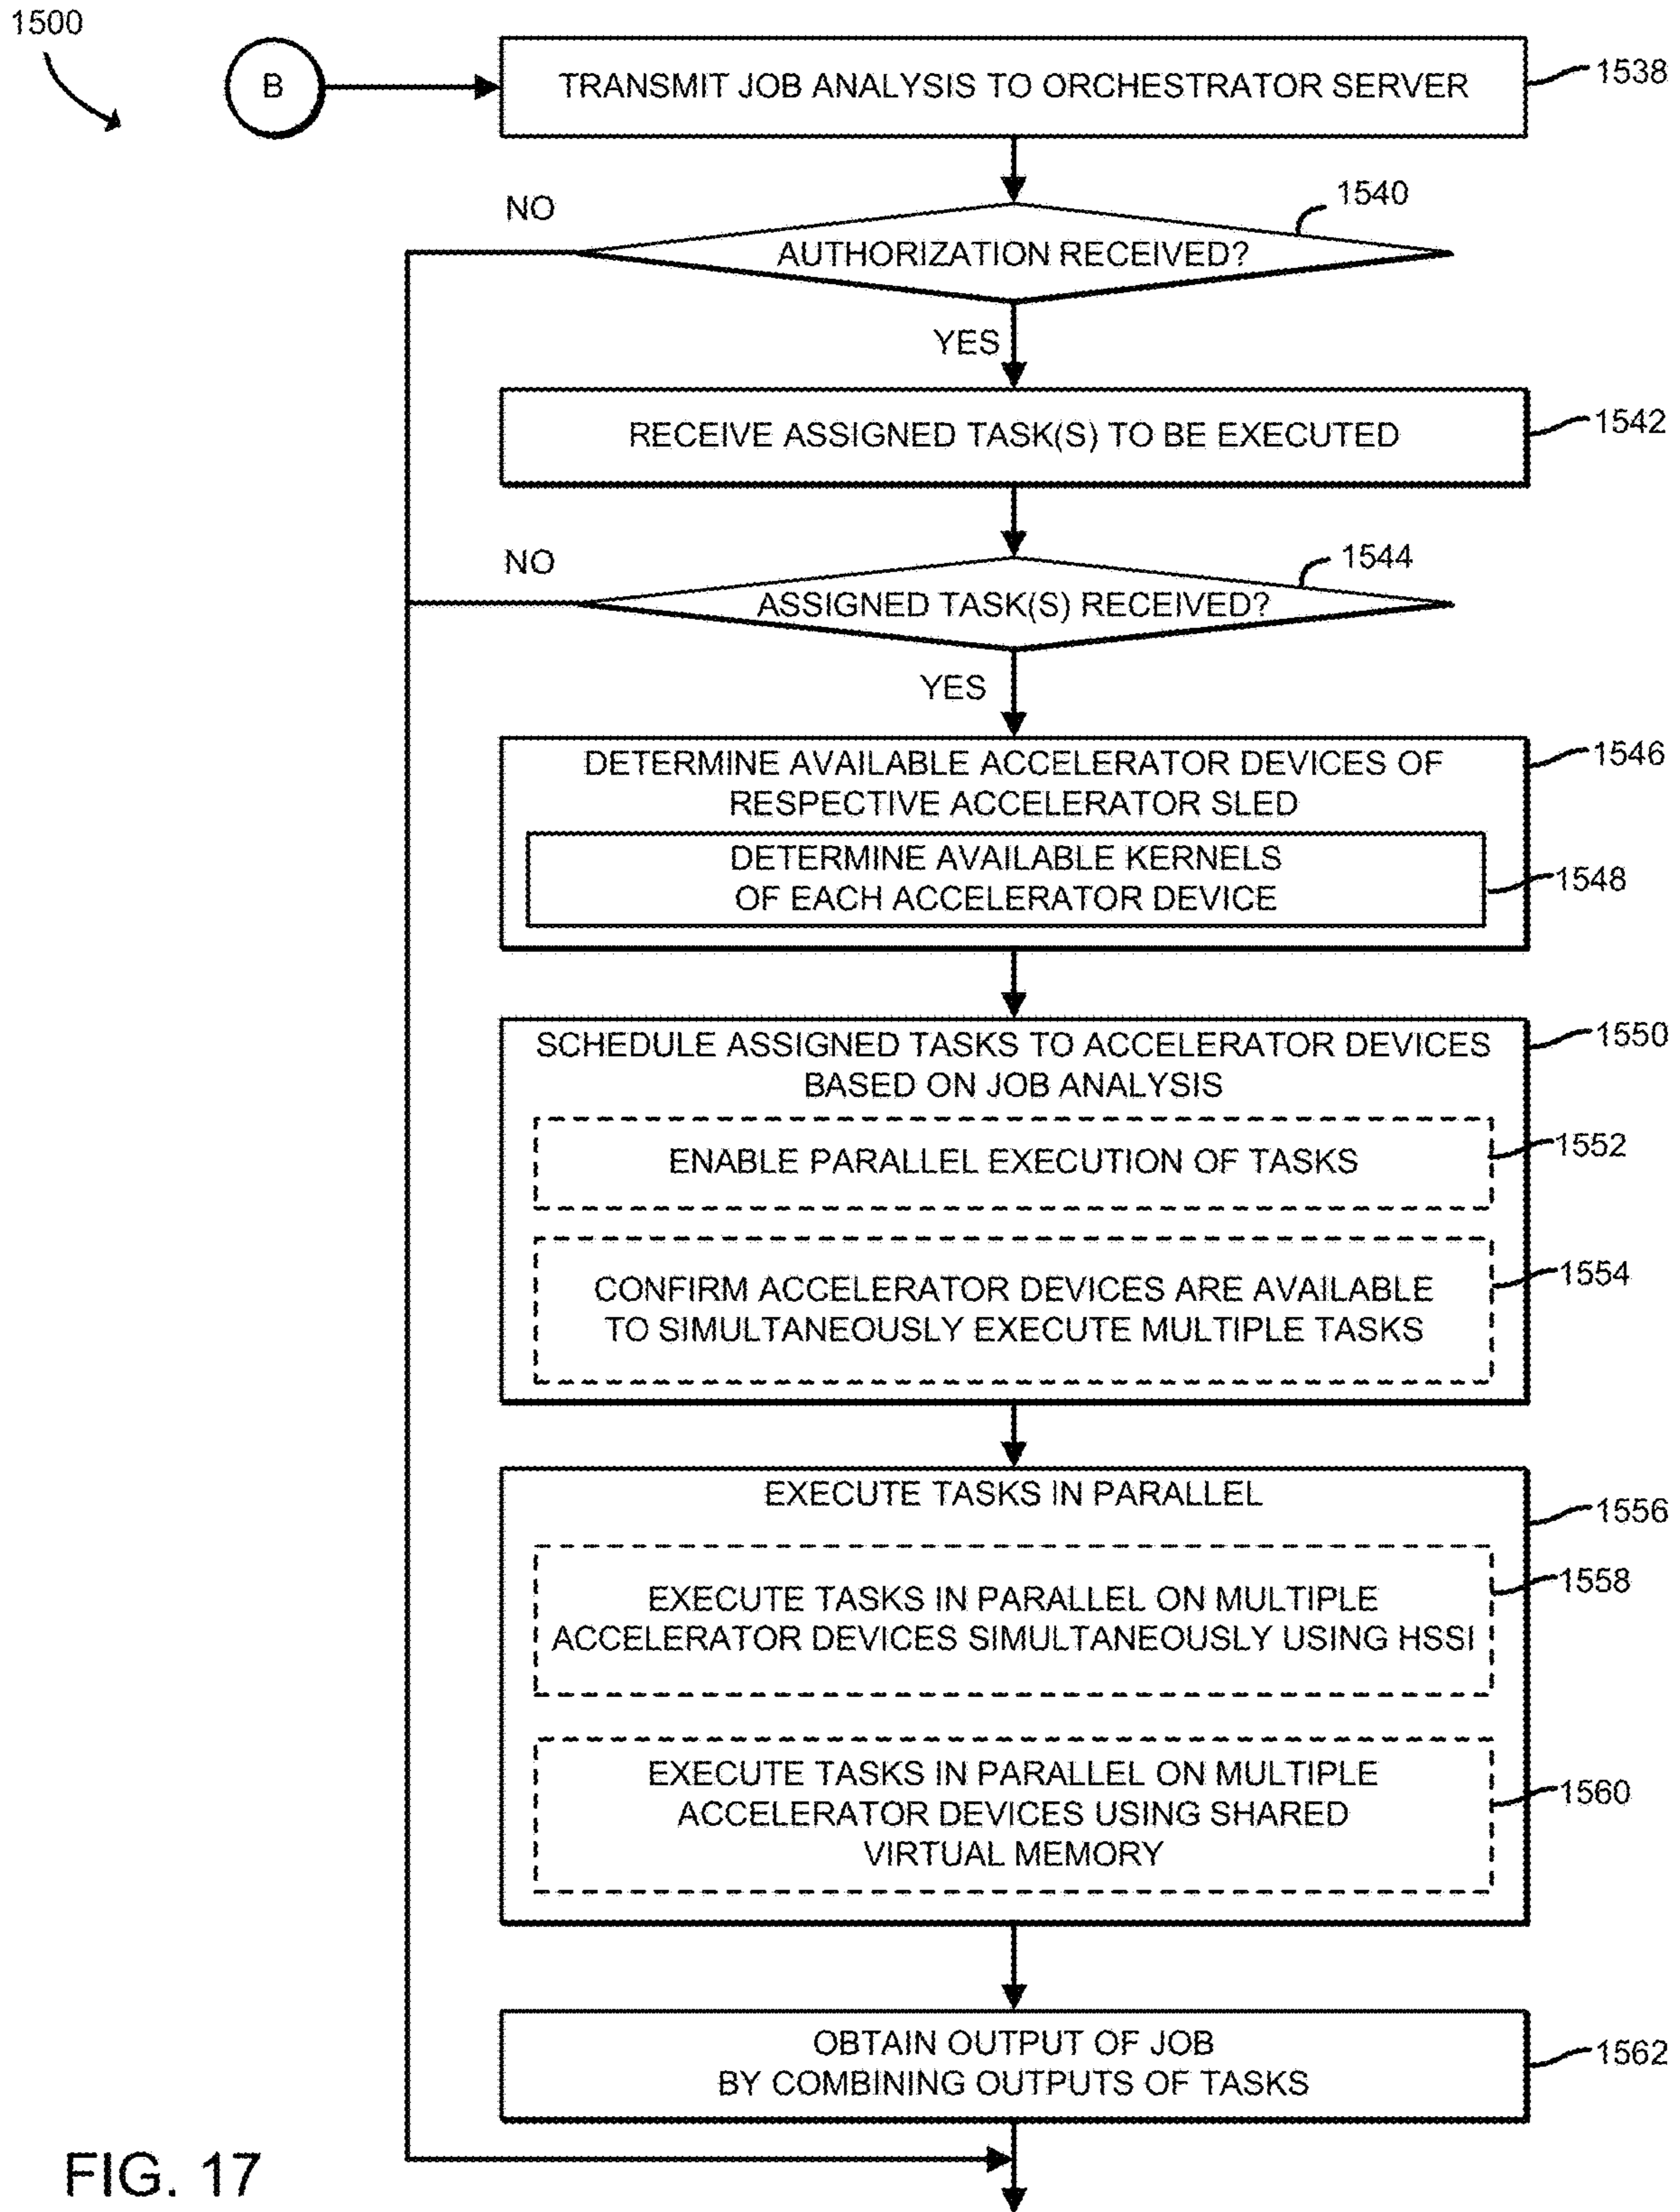 1500
B
TRANSMIT JOB ANALYSIS TO ORCHESTRATOR SERVER
1538
NO
1540
AUTHORIZATION RECEIVED?
YES
RECEIVE ASSIGNED TASK(S) TO BE EXECUTED
1542
NO
1544
ASSIGNED TASK(S) RECEIVED?
YES
DETERMINE AVAILABLE ACCELERATOR DEVICES OF
RESPECTIVE ACCELERATOR SLED
1546
DETERMINE AVAILABLE KERNELS
OF EACH ACCELERATOR DEVICE
1548
SCHEDULE ASSIGNED TASKS TO ACCELERATOR DEVICES
BASED ON JOB ANALYSIS
1550
ENABLE PARALLEL EXECUTION OF TASKS
1552
CONFIRM ACCELERATOR DEVICES ARE AVAILABLE
TO SIMULTANEOUSLY EXECUTE MULTIPLE TASKS
1554
EXECUTE TASKS IN PARALLEL
1556
EXECUTE TASKS IN PARALLEL ON MULTIPLE
ACCELERATOR DEVICES SIMULTANEOUSLY USING HSSI
1558
EXECUTE TASKS IN PARALLEL ON MULTIPLE
ACCELERATOR DEVICES USING SHARED
VIRTUAL MEMORY
1560
OBTAIN OUTPUT OF JOB
BY COMBINING OUTPUTS OF TASKS
1562
FIG. 17